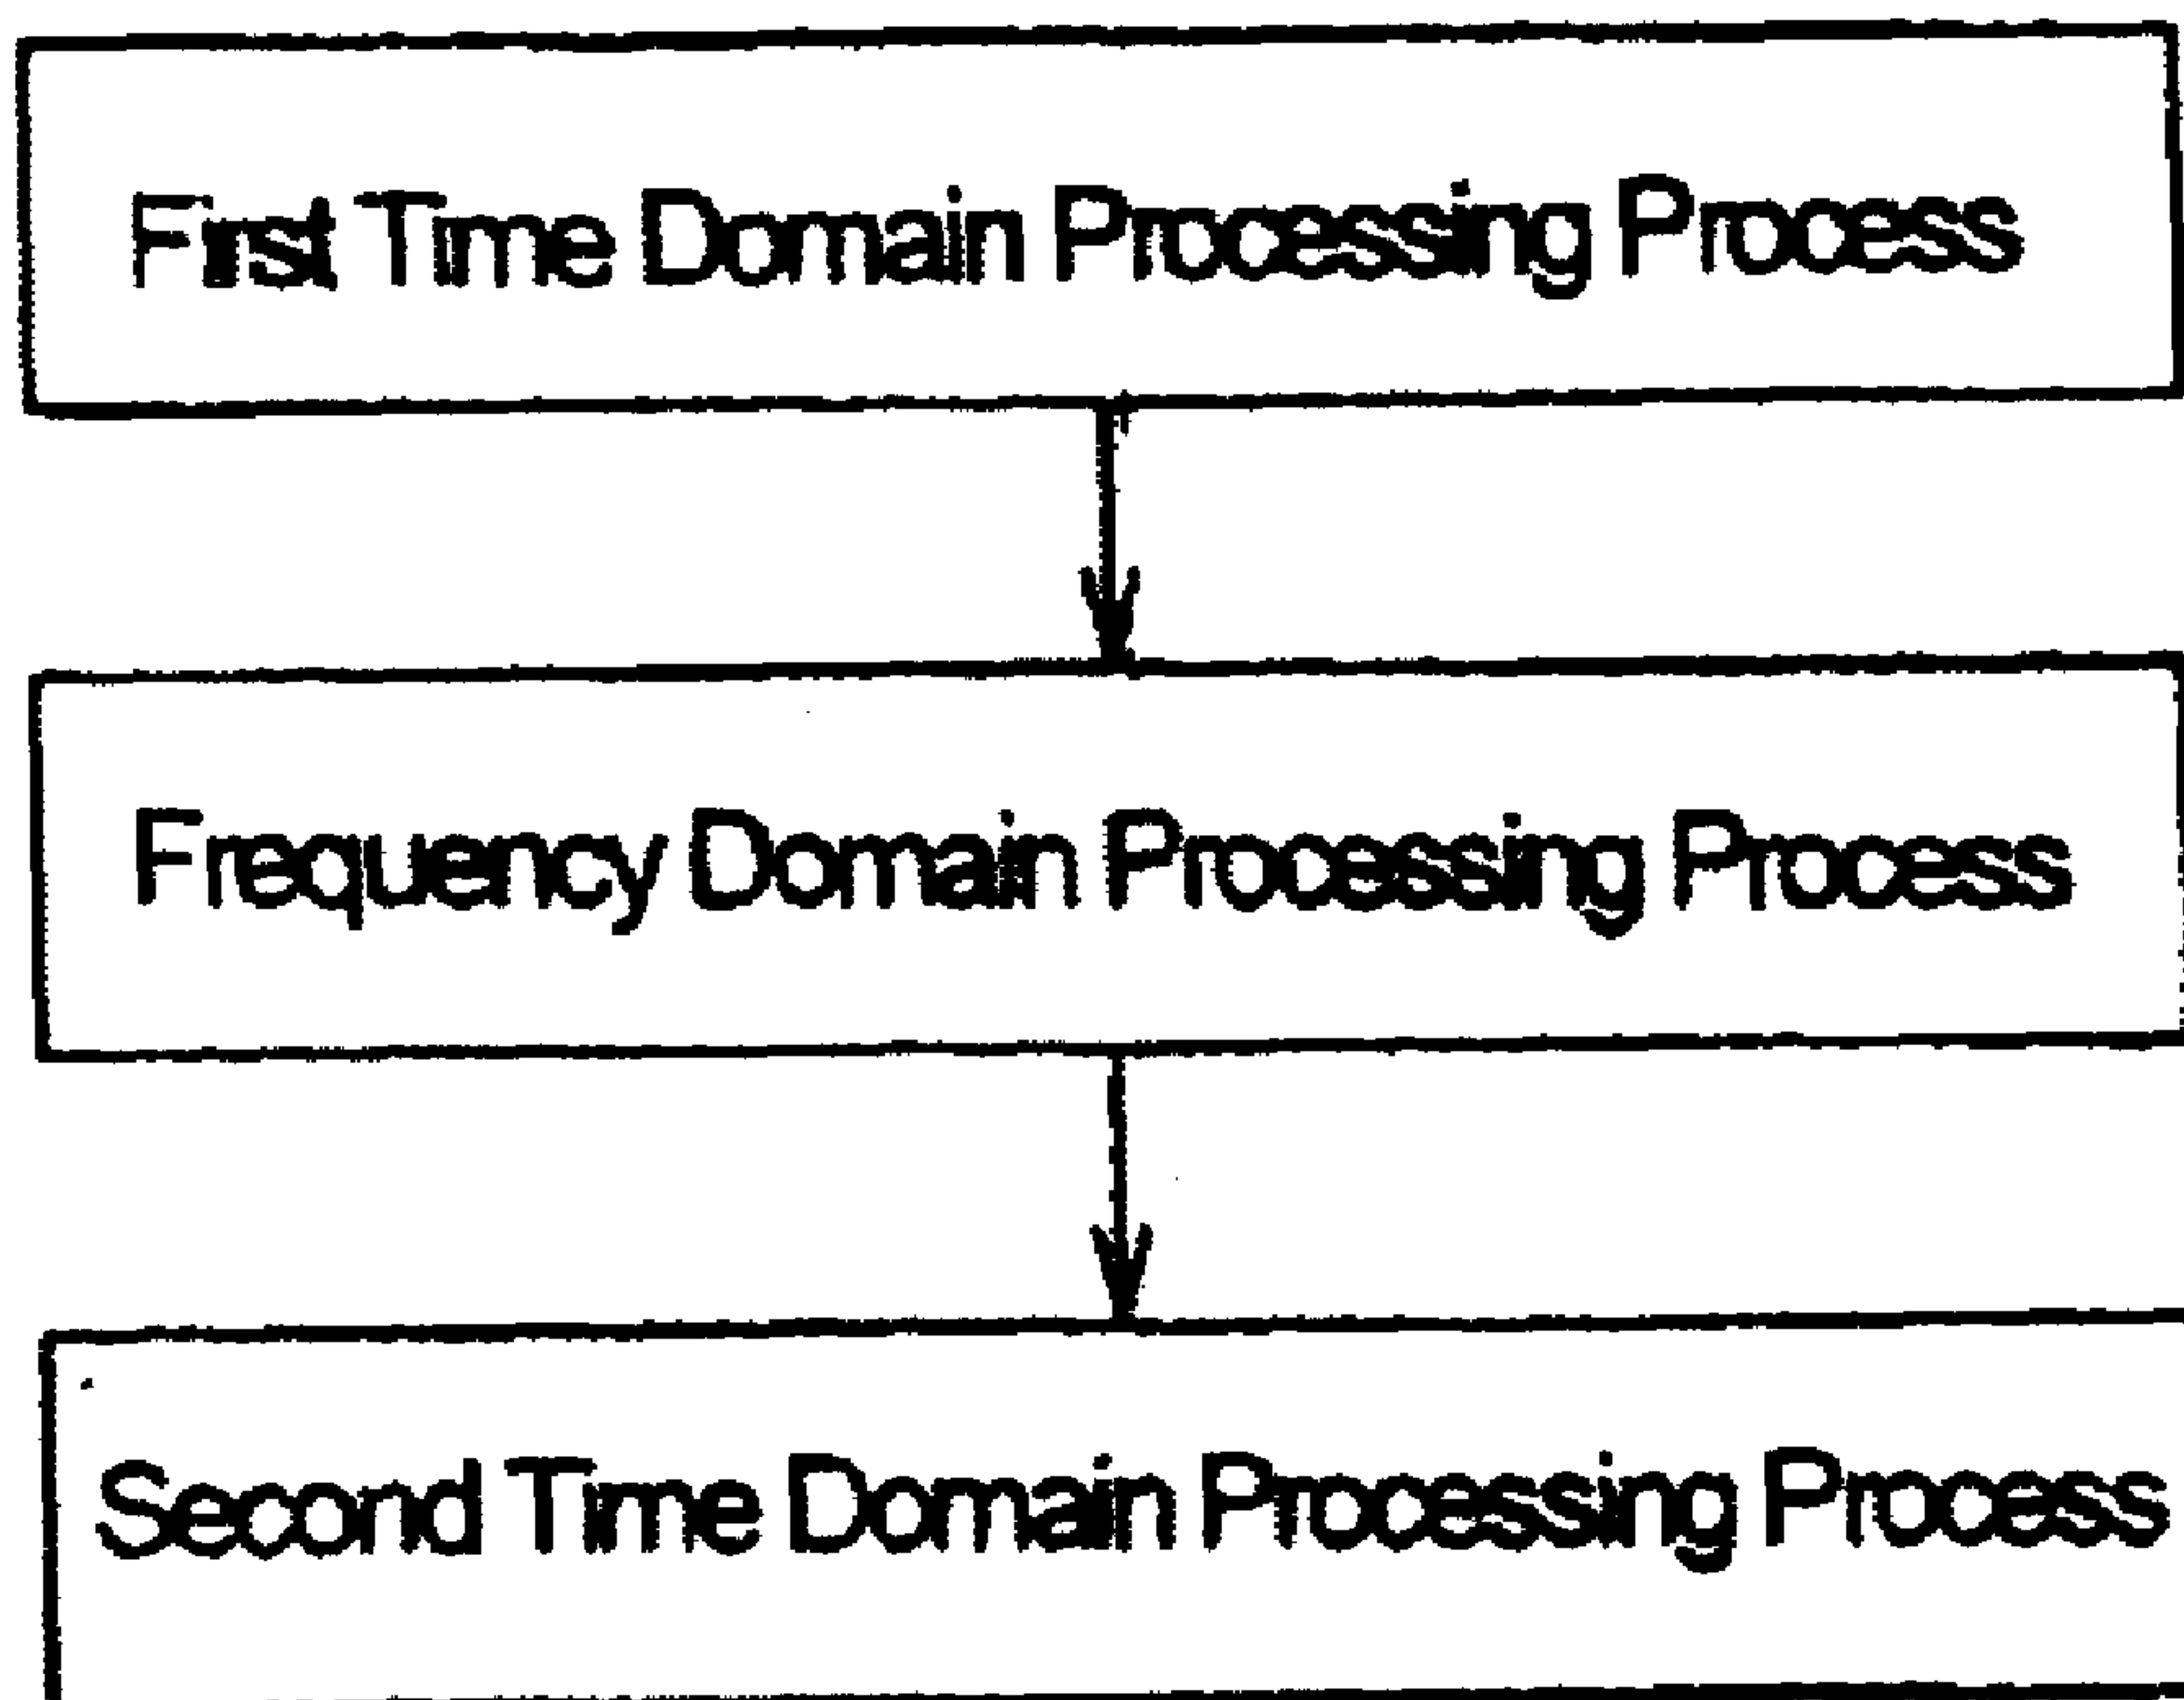 First Time Domain Processing Process
Frequency Domain Processing Process
Second Time Domain Processing Process